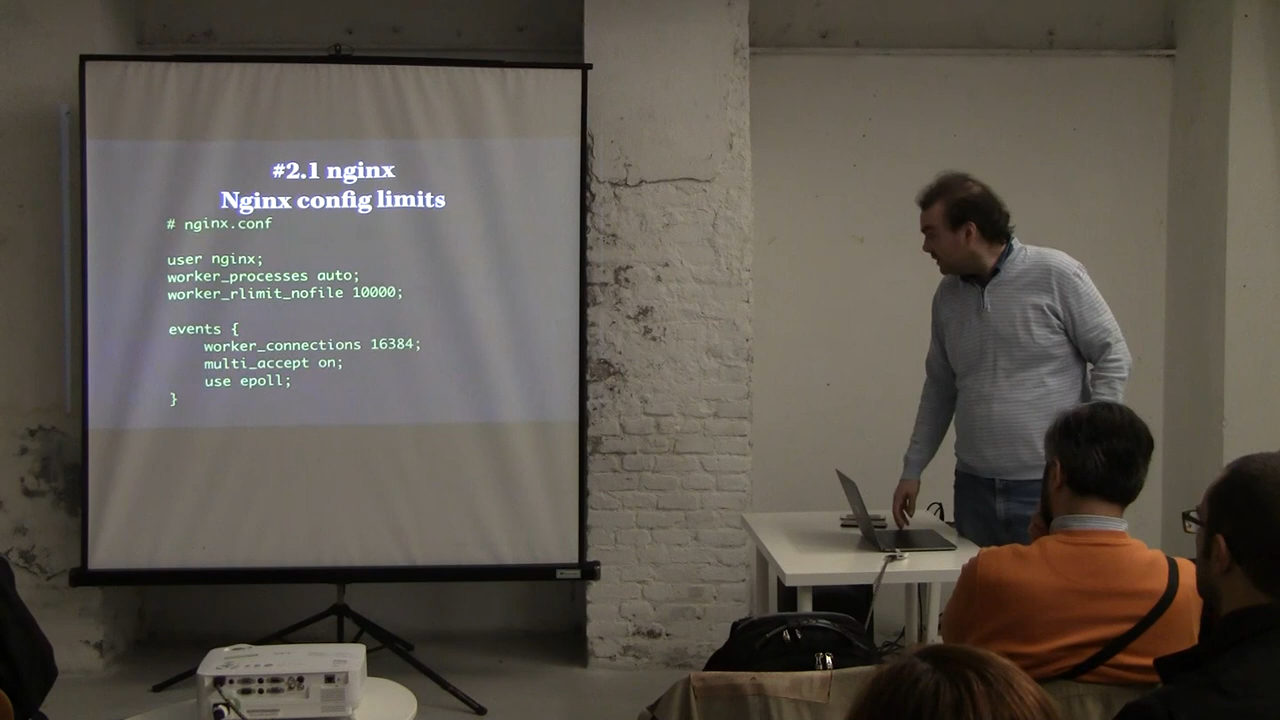 #2.1 nginx
Nginx config limits
# nginx.conf
user nginx;
worker_processes auto;
worker_rlimit_nofile 10000;
events {
worker_connections 16384;
multi_accept on;
use epoll;
}